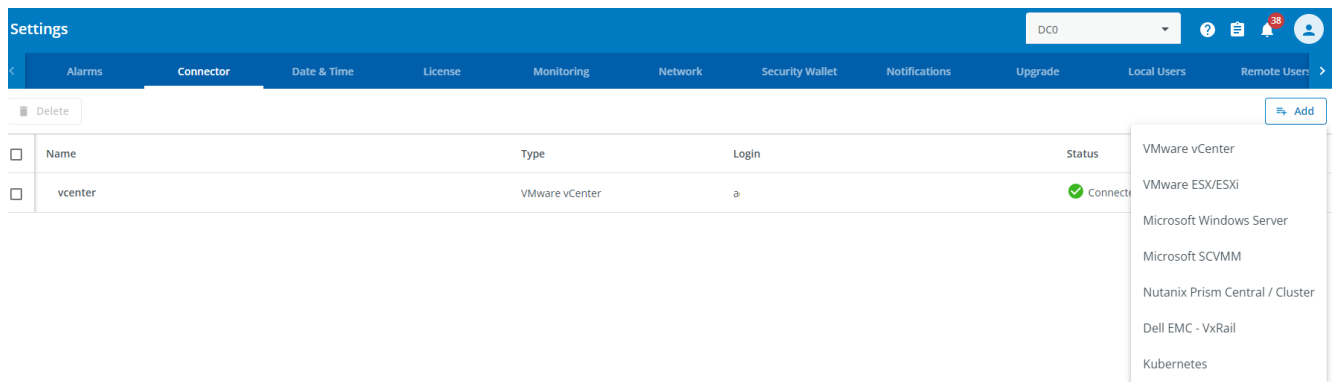 Settings
DC0
38
Alarms Connector Date & Time License Monitoring Network Security Wallet Notifications Upgrade Local Users Remote Users
Delete
Add
Name Type Login Status
vcenter VMware vCenter
VMware vCenter
VMware ESX/ESXi
Microsoft Windows Server
Microsoft SCVMM
Nutanix Prism Central / Cluster
Dell EMC - VxRail
Kubernetes